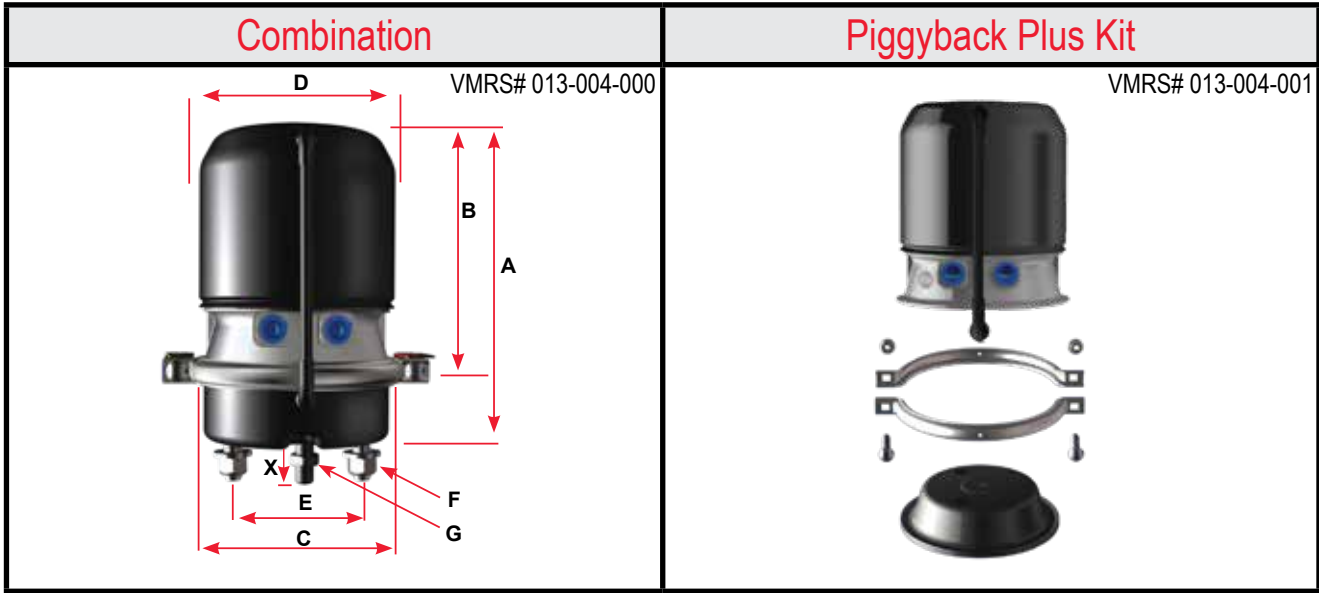 Combination
Piggyback Plus Kit
D
VMRS# 013-004-000
VMRS# 013-004-001
B
A
X
E
F
C
G